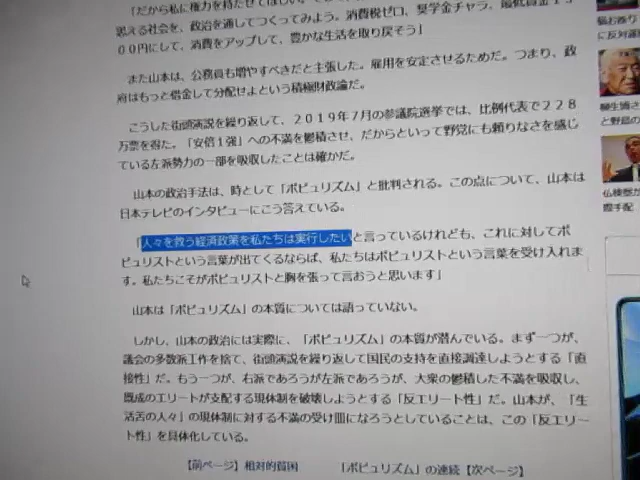 「だから私に権力を持たせてほしい。
思える社会を、政治を通してつくってみよう。消費税ゼロ、奨学金チャラ、最低賃金15
00円にして、消費をアップして、豊かな生活を取り戻そう」
また山本は、公務員も増やすべきだと主張した。雇用を安定させるためだ。つまり、政
府はもっと借金して分配せよという積極財政論だ。
こうした街頭演説を繰り返して、2019年7月の参議院選挙では、比例代表で228
万票を得た。「安倍1強」への不満を鬱積させ、だからといって野党にも頼りなさを感じ
ている左派勢力の一部を吸収したことは確かだ。
山本の政治手法は、時として「ポピュリズム」と批判される。この点について、山本は
日本テレビのインタビューにこう答えている。
「人々を救う経済政策を私たちは実行したいと言っているけれども、これに対してポ
ピュリストという言葉が出てくるならば、私たちはポピュリストという言葉を受け入れま
す。私たちこそがポピュリストと胸を張って言おうと思います」
山本は「ポピュリズム」の本質については語っていない。
しかし、山本の政治には実際に、「ポピュリズム」の本質が潜んでいる。まず一つが、
議会の多数派工作を捨て、街頭演説を繰り返して国民の支持を直接調達しようとする「直
接性」だ。もう一つが、右派であろうが左派であろうが、大衆の鬱積した不満を吸収し、
既成のエリートが支配する現体制を破壊しようとする「反エリート性」だ。山本が、「生
活苦の人々」の現体制に対する不満の受け皿になろうとしていることは、この「反エリー
ト性」を具体化している。
【前ページ】相対的貧困
「ポピュリズム」の連続【次ページ】
に反対
と野島の
仏検察が
際手配